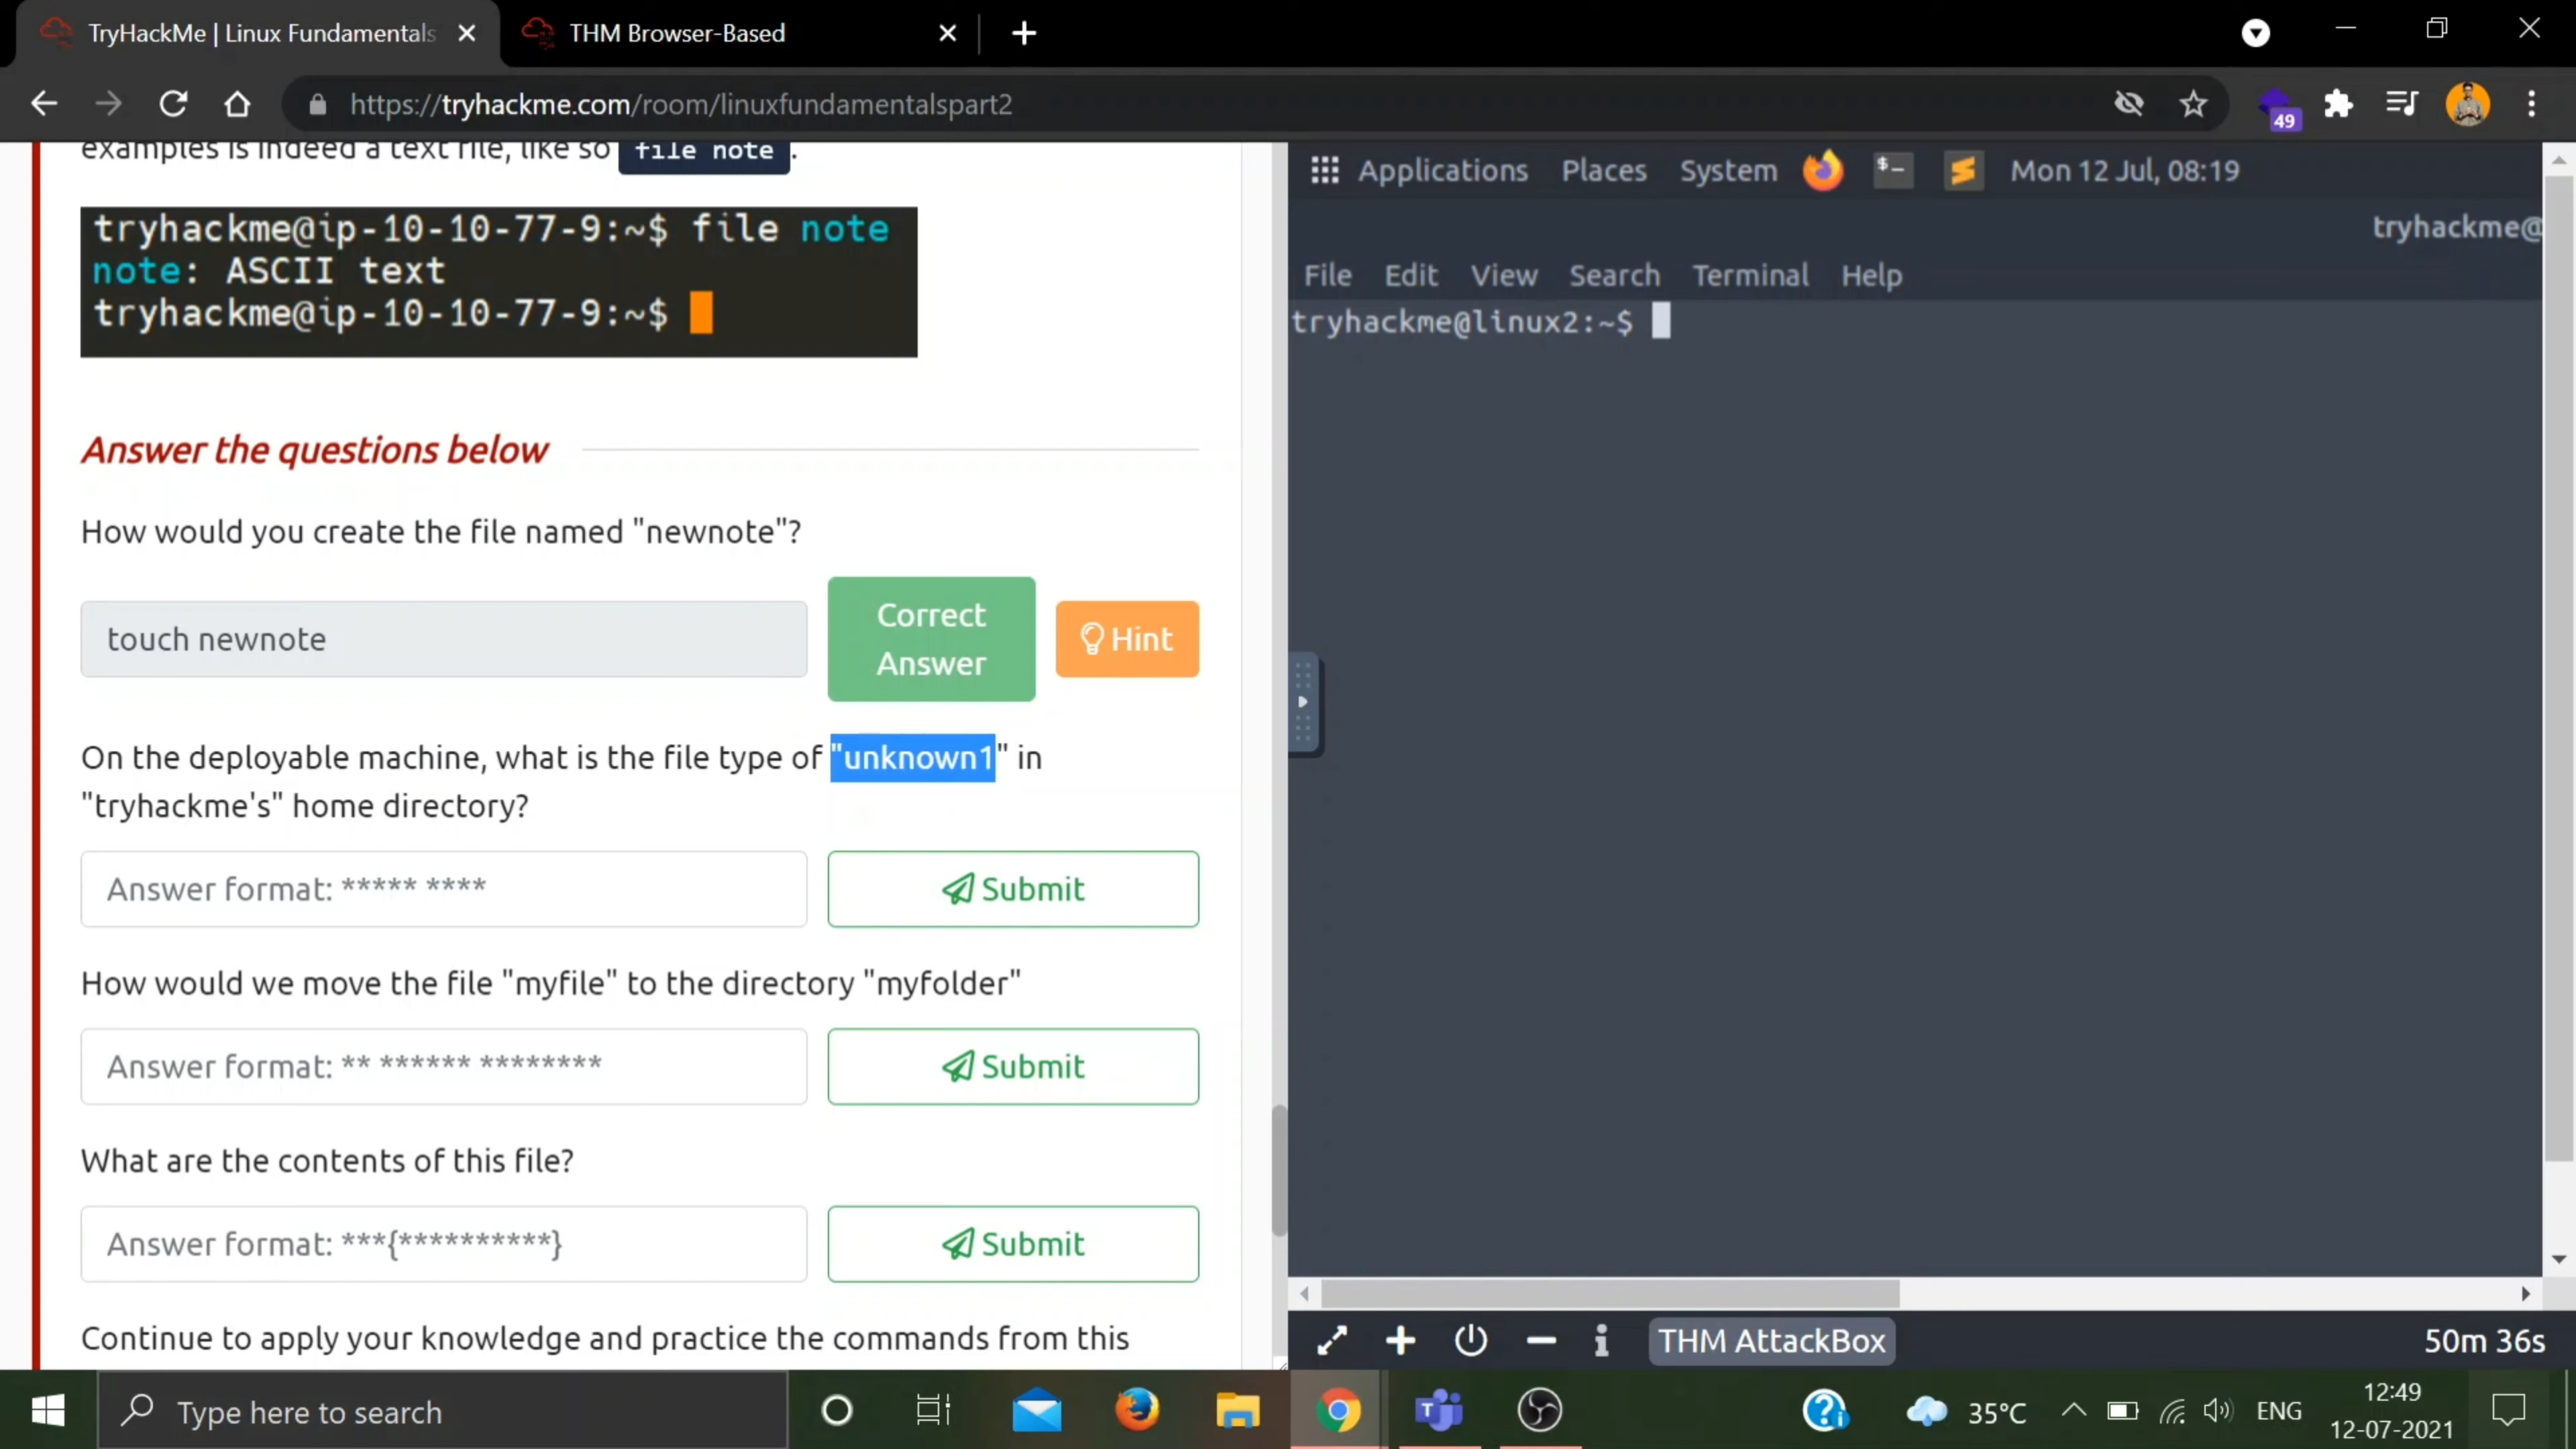 TryHackMe | Linux Fundamentals
THM Browser-Based
https://tryhackme.com/room/linuxfundamentalspart2
49
examples is indeed a text file, like so file note .
tryhackme@ip-10-10-77-9:~$ file note
note: ASCII text
tryhackme@ip-10-10-77-9:~$
Answer the questions below
How would you create the file named "newnote"?
touch newnote
Correct
Answer
Hint
On the deployable machine, what is the file type of "unknown1" in
"tryhackme's" home directory?
Answer format: ***** ****
Submit
How would we move the file "myfile" to the directory "myfolder"
Answer format: ** ****** ********
Submit
What are the contents of this file?
Answer format: ***{**********}
Submit
Continue to apply your knowledge and practice the commands from this
Applications Places System $_ Mon 12 Jul, 08:19
tryhackme@
File Edit View Search Terminal Help
tryhackme@linux2:~$
THM AttackBox
50m 36s
Type here to search
35°C
ENG
12:49
12-07-2021